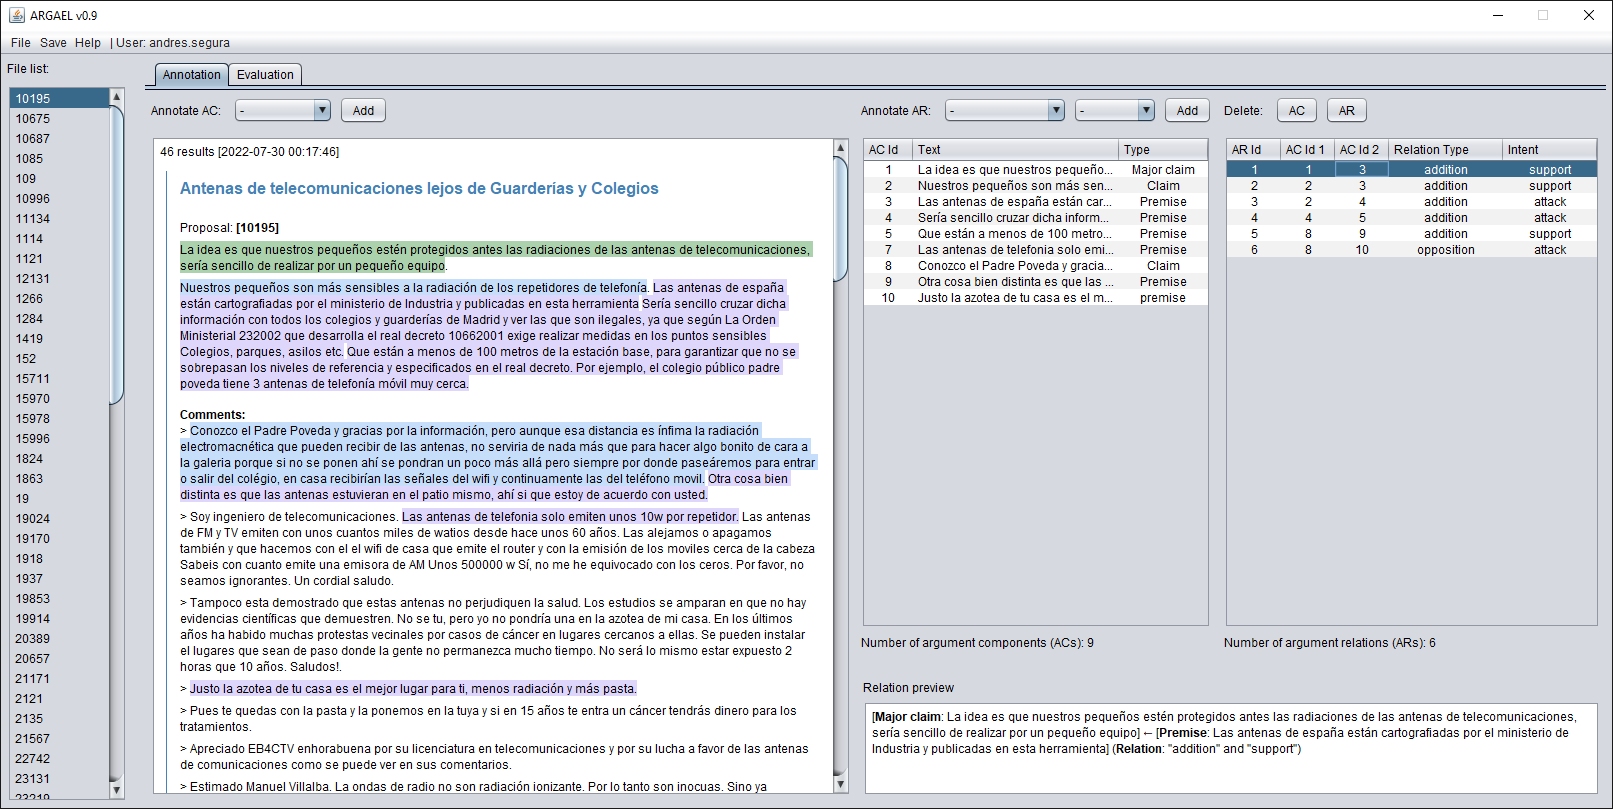 ARGAEL v0.9
File Save Help | User: andres.segura
File list:
10195
10675
10687
1085
109
10996
11134
1114
1121
12131
1266
1284
1419
152
15711
15970
15978
15996
1824
1863
19
19024
19170
1918
1937
19853
19914
20389
20657
21171
2121
2135
21567
22742
23131
23219
Annotation Evaluation
Annotate AC: - Add
46 results [2022-07-30 00:17:46]
Antenas de telecomunicaciones lejos de Guarderías y Colegios
Proposal: [10195]
La idea es que nuestros pequeños estén protegidos antes las radiaciones de las antenas de telecomunicaciones,
sería sencillo de realizar por un pequeño equipo.
Nuestros pequeños son más sensibles a la radiación de los repetidores de telefonía. Las antenas de españa
están cartografiadas por el ministerio de Industria y publicadas en esta herramienta Sería sencillo cruzar dicha
información con todos los colegios y guarderías de Madrid y ver las que son ilegales, ya que según La Orden
Ministerial 232002 que desarrolla el real decreto 10662001 exige realizar medidas en los puntos sensibles
Colegios, parques, asilos etc. Que están a menos de 100 metros de la estación base, para garantizar que no se
sobrepasan los niveles de referencia y especificados en el real decreto. Por ejemplo, el colegio público padre
poveda tiene 3 antenas de telefonía móvil muy cerca.
Comments:
> Conozco el Padre Poveda y gracias por la información, pero aunque esa distancia es ínfima la radiación
electromacnética que pueden recibir de las antenas, no serviria de nada más que para hacer algo bonito de cara a
la galeria porque si no se ponen ahí se pondran un poco más allá pero siempre por donde paseáremos para entrar
o salir del colégio, en casa recibirían las señales del wifi y continuamente las del teléfono movil. Otra cosa bien
distinta es que las antenas estuvieran en el patio mismo, ahí si que estoy de acuerdo con usted.
> Soy ingeniero de telecomunicaciones. Las antenas de telefonia solo emiten unos 10w por repetidor. Las antenas
de FM y TV emiten con unos cuantos miles de watios desde hace unos 60 años. Las alejamos o apagamos
también y que hacemos con el el wifi de casa que emite el router y con la emisión de los moviles cerca de la cabeza
Sabeis con cuanto emite una emisora de AM Unos 500000 w Sí, no me he equivocado con los ceros. Por favor, no
seamos ignorantes. Un cordial saludo.
> Tampoco esta demostrado que estas antenas no perjudiquen la salud. Los estudios se amparan en que no hay
evidencias científicas que demuestren. No se tu, pero yo no pondría una en la azotea de mi casa. En los últimos
años ha habido muchas protestas vecinales por casos de cáncer en lugares cercanos a ellas. Se pueden instalar
el lugares que sean de paso donde la gente no permanezca mucho tiempo. No será lo mismo estar expuesto 2
horas que 10 años. Saludos!.
> Justo la azotea de tu casa es el mejor lugar para ti, menos radiación y más pasta.
> Pues te quedas con la pasta y la ponemos en la tuya y si en 15 años te entra un cáncer tendrás dinero para los
tratamientos.
> Apreciado EB4CTV enhorabuena por su licenciatura en telecomunicaciones y por su lucha a favor de las antenas
de comunicaciones como se puede ver en sus comentarios.
> Estimado Manuel Villalba. La ondas de radio no son radiación ionizante. Por lo tanto son inocuas. Sino ya
Annotate AR: - - Add Delete: AC AR
AC Id Text Type
1 La idea es que nuestros pequeño... Major claim
2 Nuestros pequeños son más sen... Claim
3 Las antenas de españa están car... Premise
4 Sería sencillo cruzar dicha inform... Premise
5 Que están a menos de 100 metro... Premise
7 Las antenas de telefonia solo emi... Premise
8 Conozco el Padre Poveda y gracia... Claim
9 Otra cosa bien distinta es que las ... Premise
10 Justo la azotea de tu casa es el m... premise
Number of argument components (ACs): 9
AR Id AC Id 1 AC Id 2 Relation Type Intent
1 1 3 addition support
2 2 3 addition support
3 2 4 addition attack
4 4 5 addition attack
5 8 9 addition support
6 8 10 opposition attack
Number of argument relations (ARs): 6
Relation preview
[Major claim: La idea es que nuestros pequeños estén protegidos antes las radiaciones de las antenas de telecomunicaciones,
sería sencillo de realizar por un pequeño equipo] ← [Premise: Las antenas de españa están cartografiadas por el ministerio de
Industria y publicadas en esta herramienta] (Relation: "addition" and "support")